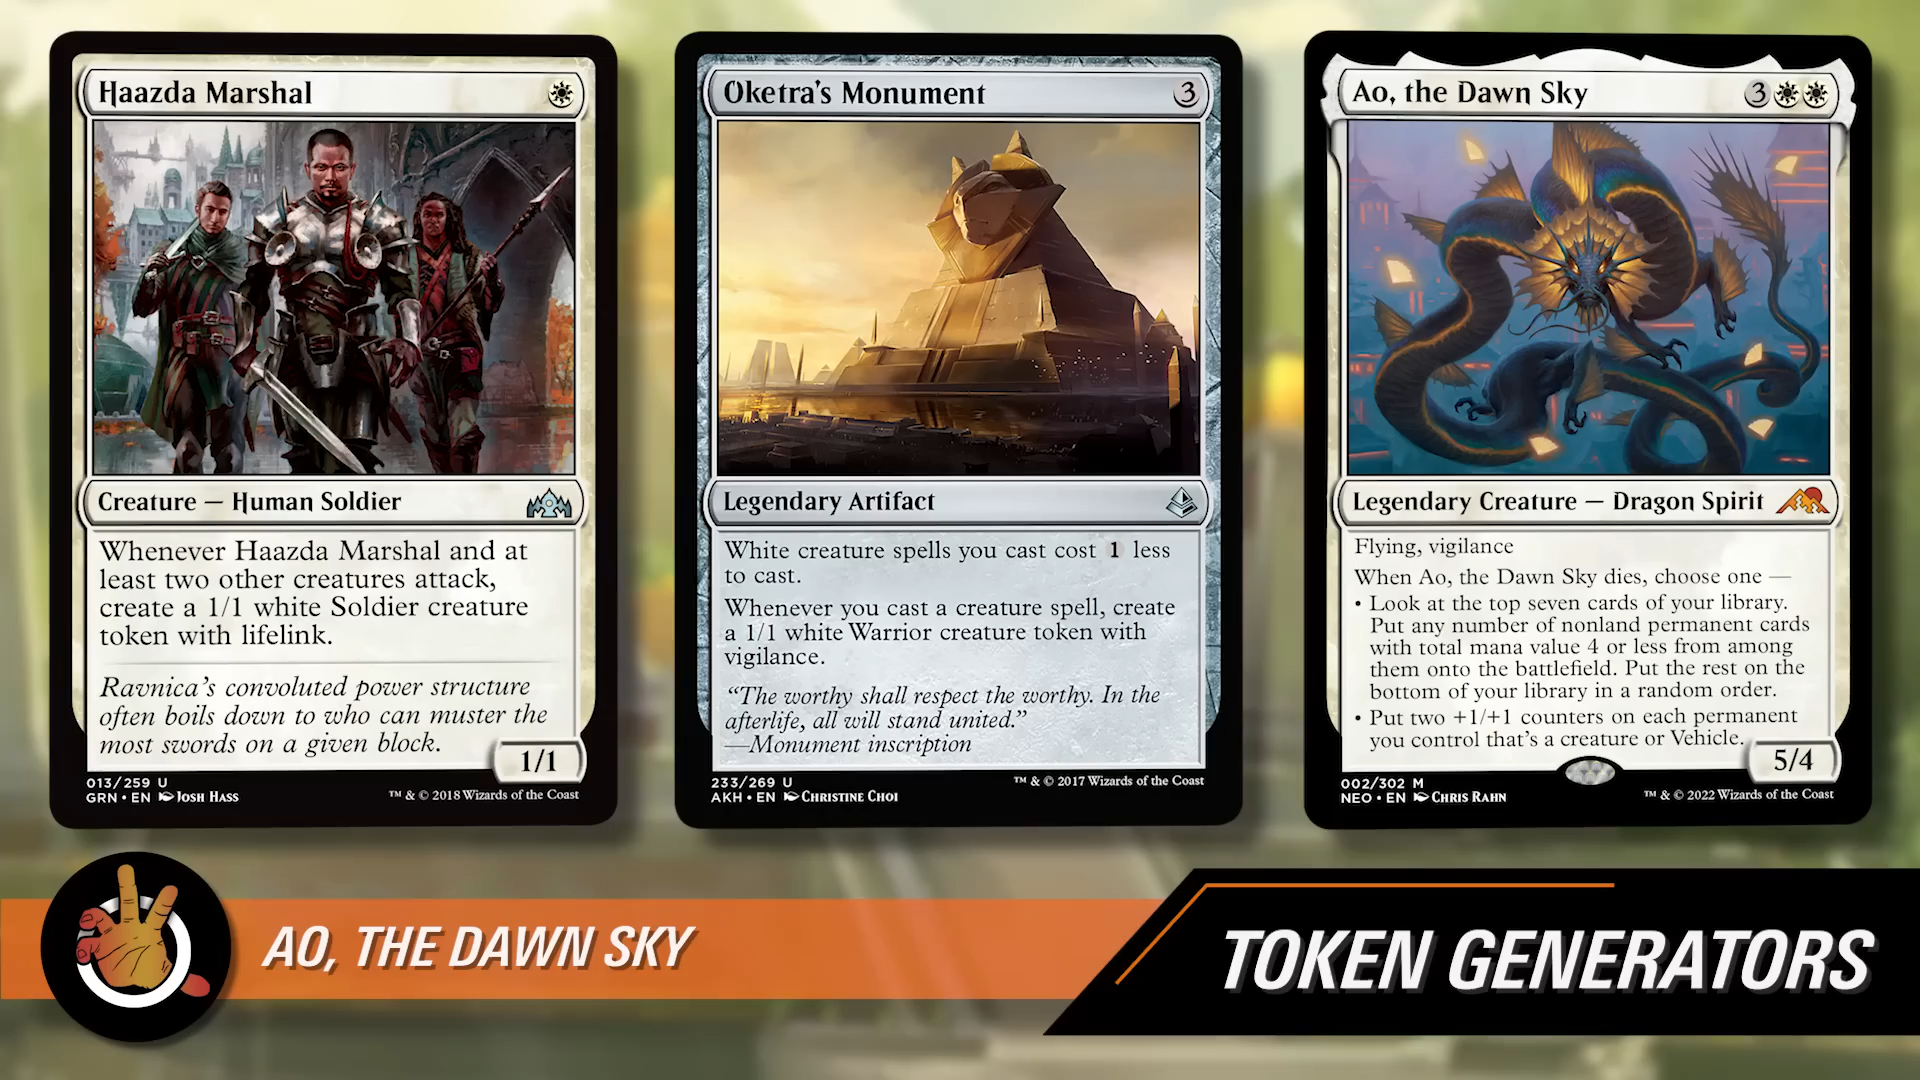 Haazda Marshal
Creature — Human Soldier
Whenever Haazda Marshal and at
least two other creatures attack,
create a 1/1 white Soldier creature
token with lifelink.
Ravnica's convoluted power structure
often boils down to who can muster the
most swords on a given block.
1/1
013/259 U
GRN • EN Josh Hass
™ & © 2018 Wizards of the Coast
Oketra's Monument
3
Legendary Artifact
White creature spells you cast cost 1 less
to cast.
Whenever you cast a creature spell, create
a 1/1 white Warrior creature token with
vigilance.
"The worthy shall respect the worthy. In the
afterlife, all will stand united."
—Monument inscription
233/269 U
AKH • EN Christine Choi
™ & © 2017 Wizards of the Coast
Ao, the Dawn Sky
3
Legendary Creature — Dragon Spirit
Flying, vigilance
When Ao, the Dawn Sky dies, choose one —
• Look at the top seven cards of your library.
Put any number of nonland permanent cards
with total mana value 4 or less from among
them onto the battlefield. Put the rest on the
bottom of your library in a random order.
• Put two +1/+1 counters on each permanent
you control that's a creature or Vehicle.
5/4
002/302 M
NEO • EN Chris Rahn
™ & © 2022 Wizards of the Coast
AO, THE DAWN SKY
TOKEN GENERATORS